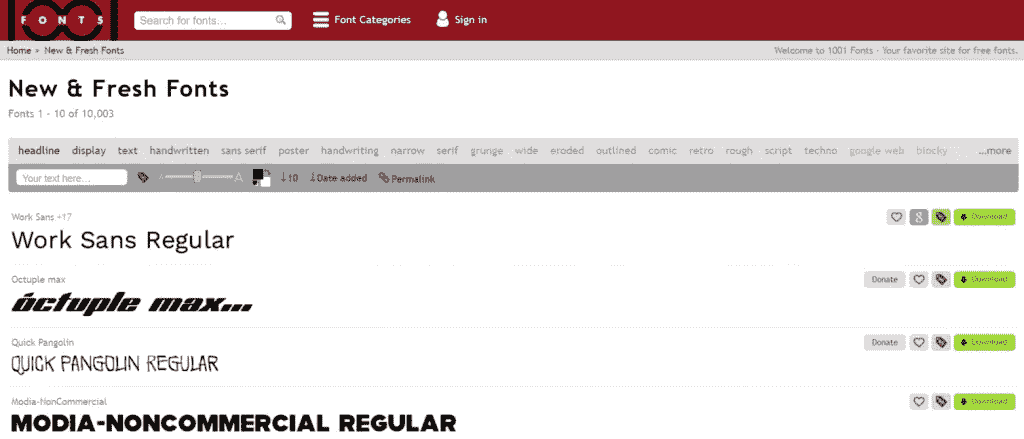 FONTS
Search for fonts... Font Categories Sign in
Home » New & Fresh Fonts Welcome to 1001 Fonts - Your favorite site for free fonts.
New & Fresh Fonts
Fonts 1 - 10 of 10,003
headline display text handwritten sans serif poster handwriting narrow serif grunge wide eroded outlined comic retro rough script techno google web blocky ...more
Your text here... A A ↓10 ↓Date added Permalink
Work Sans +17 g Download
Work Sans Regular
Octuple max Donate Download
óctuple max...
Quick Pangolin Donate Download
QUICK PANGOLIN REGULAR
Modia-NonCommercial Download
MODIA-NONCOMMERCIAL REGULAR